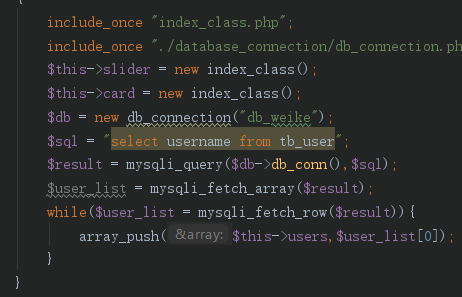 {
include_once "index_class.php";
include_once "./database_connection/db_connection.ph
$this->slider = new index_class();
$this->card = new index_class();
$db = new db_connection("db_weike");
$sql = "select username from tb_user";
$result = mysqli_query($db->db_conn(),$sql);
$user_list = mysqli_fetch_array($result);
while($user_list = mysqli_fetch_row($result)){
array_push( &array: $this->users,$user_list[0]);
}
}